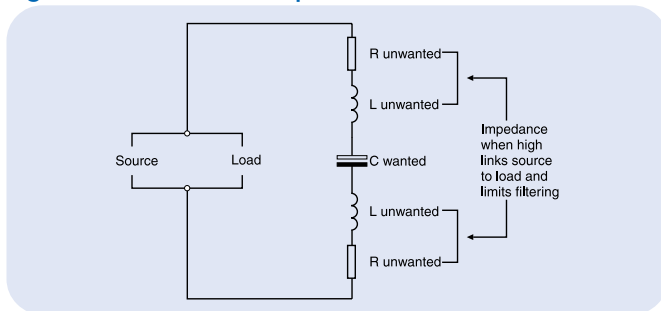 R unwanted
L unwanted
Source
Load
C wanted
Impedance
when high
links source
to load and
limits filtering
L unwanted
R unwanted